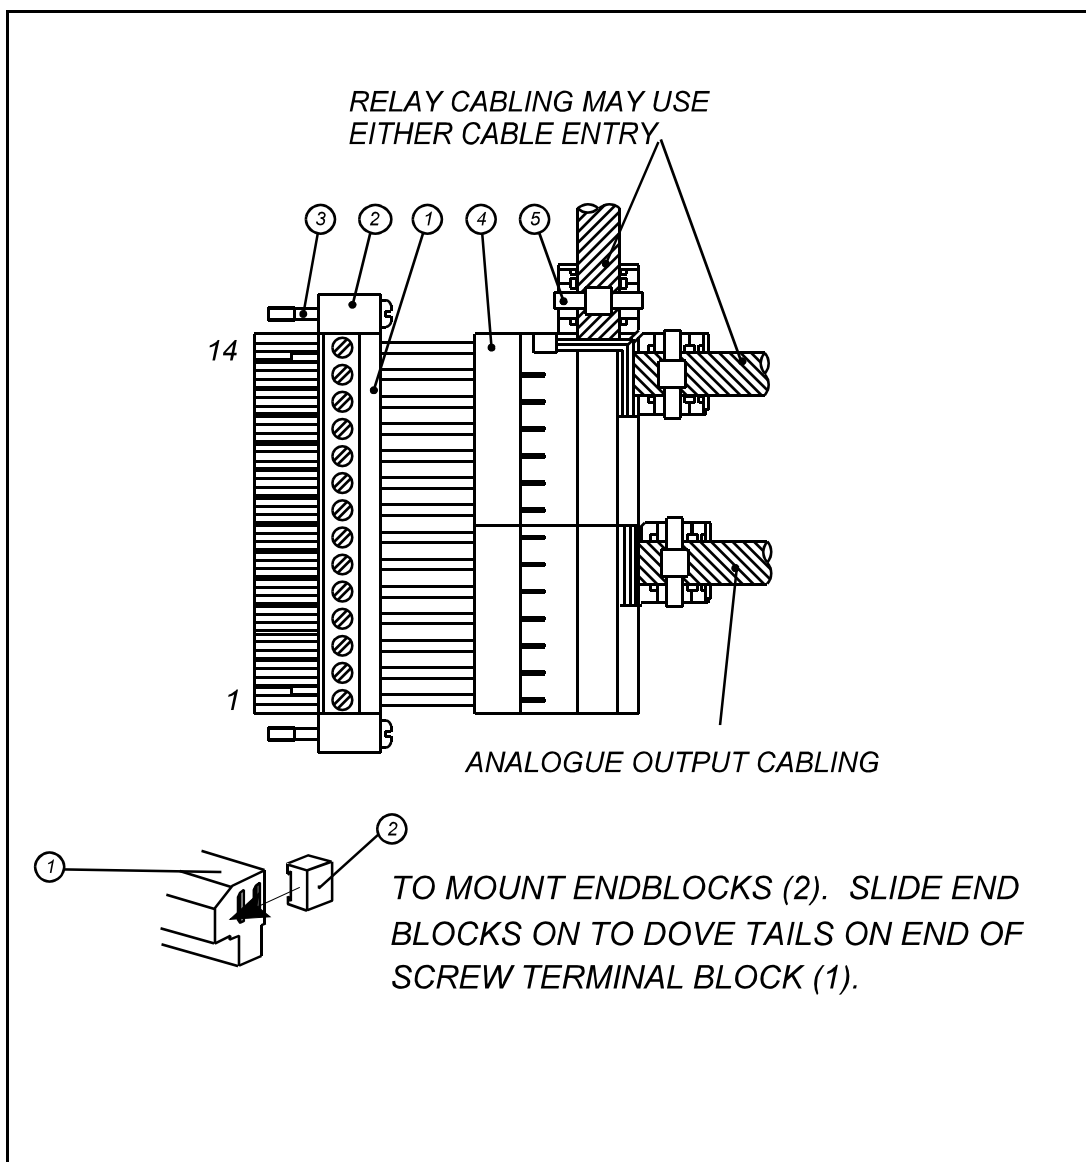 RELAY CABLING MAY USE
EITHER CABLE ENTRY
3 2 1 4 5
14
1
ANALOGUE OUTPUT CABLING
2
1
TO MOUNT ENDBLOCKS (2). SLIDE END
BLOCKS ON TO DOVE TAILS ON END OF
SCREW TERMINAL BLOCK (1).